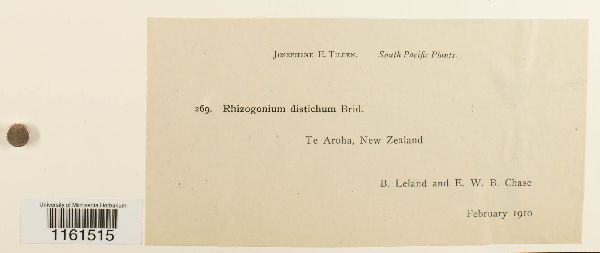 JOSEPHINE E. TILDEN. South Pacific Plants.
269. Rhizogonium distichum Brid.
Te Aroha, New Zealand
B. Leland and E. W. B. Chase
February 1910
University of Minnesota Herbarium
1161515